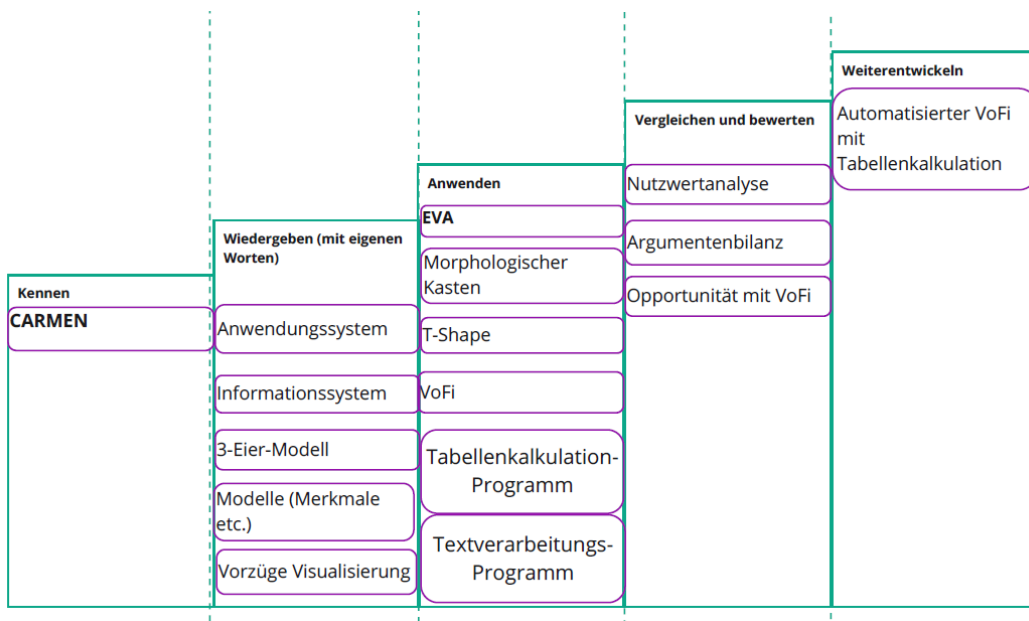 Kennen
CARMEN
Wiedergeben (mit eigenen
Worten)
Anwendungssystem
Informationssystem
3-Eier-Modell
Modelle (Merkmale
etc.)
Vorzüge Visualisierung
Anwenden
EVA
Morphologischer
Kasten
T-Shape
VoFi
Tabellenkalkulation-
Programm
Textverarbeitungs-
Programm
Vergleichen und bewerten
Nutzwertanalyse
Argumentenbilanz
Opportunität mit VoFi
Weiterentwickeln
Automatisierter VoFi
mit
Tabellenkalkulation